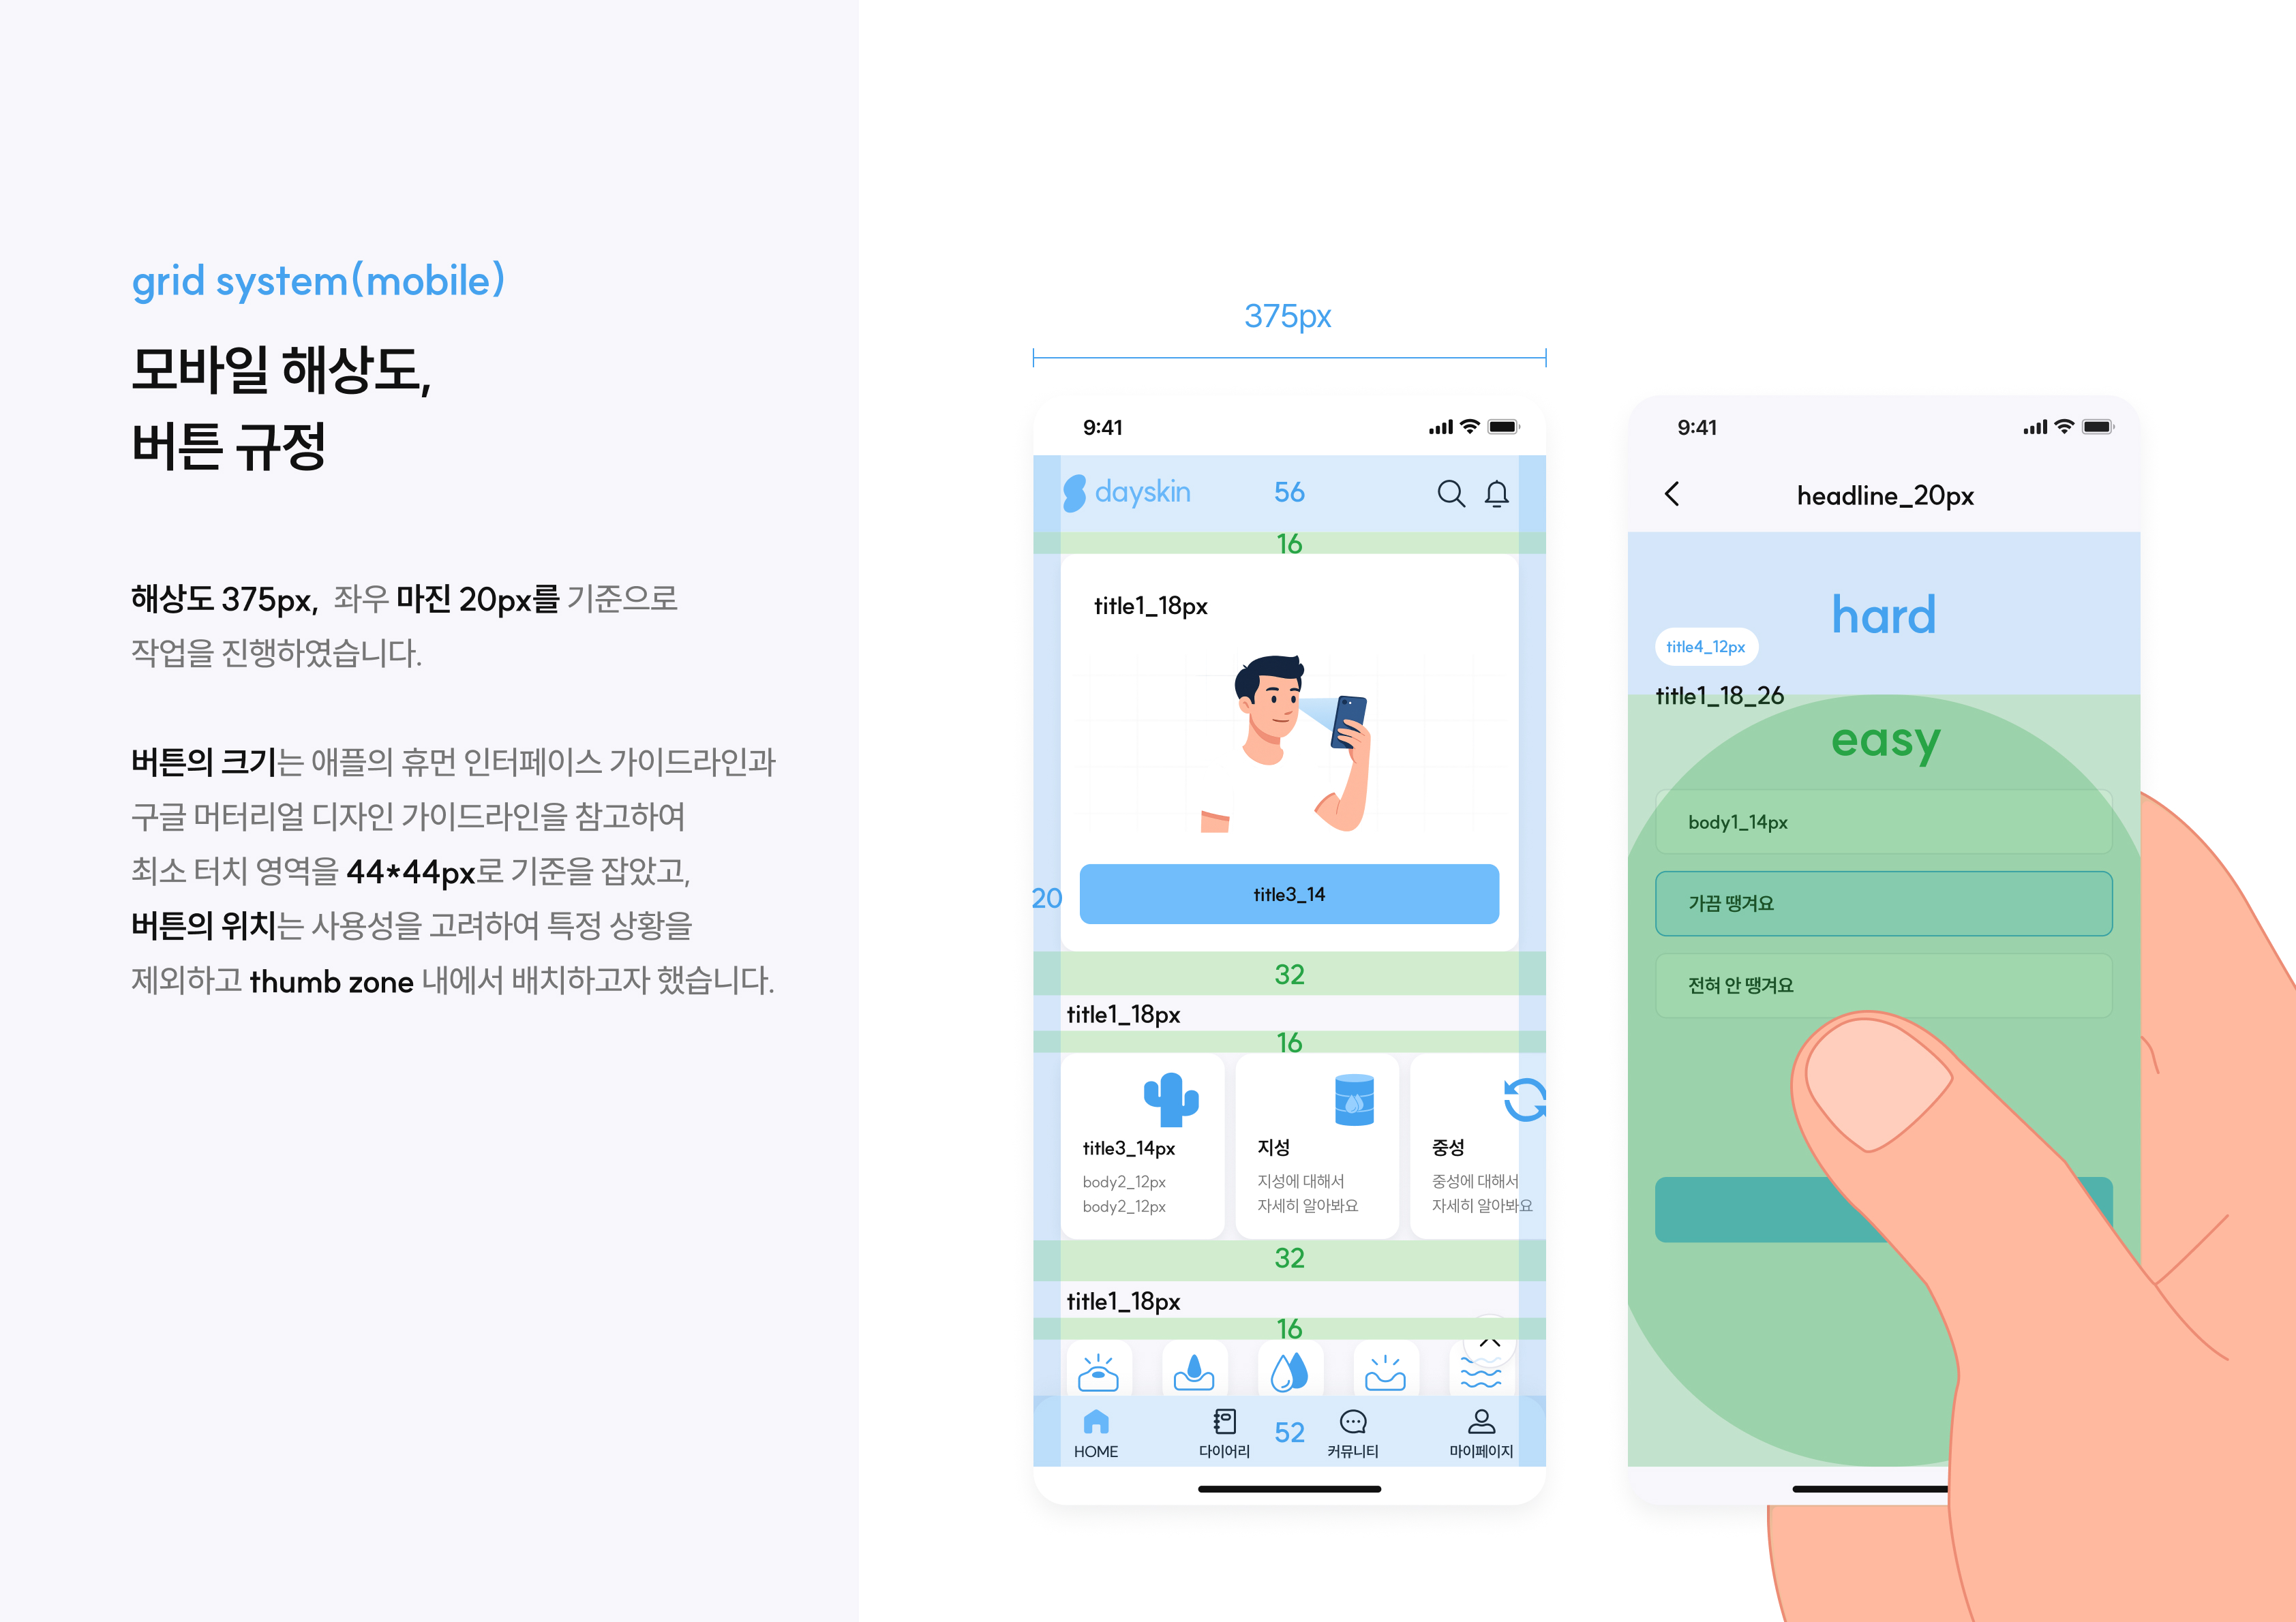 grid system(mobile)
모바일 해상도,
버튼 규정
해상도 375px, 좌우 마진 20px를 기준으로
작업을 진행하였습니다.
버튼의 크기는 애플의 휴먼 인터페이스 가이드라인과
구글 머터리얼 디자인 가이드라인을 참고하여
최소 터치 영역을 44*44px로 기준을 잡았고,
버튼의 위치는 사용성을 고려하여 특정 상황을
제외하고 thumb zone 내에서 배치하고자 했습니다.
375px
9:41
dayskin
56
16
title1_18px
20
title3_14
32
title1_18px
16
title3_14px
body2_12px
body2_12px
지성
지성에 대해서
자세히 알아봐요
중성
중성에 대해서
자세히 알아봐요
32
title1_18px
16
52
HOME
다이어리
커뮤니티
마이페이지
9:41
headline_20px
hard
title4_12px
title1_18_26
easy
body1_14px
가끔 땡겨요
전혀 안 땡겨요